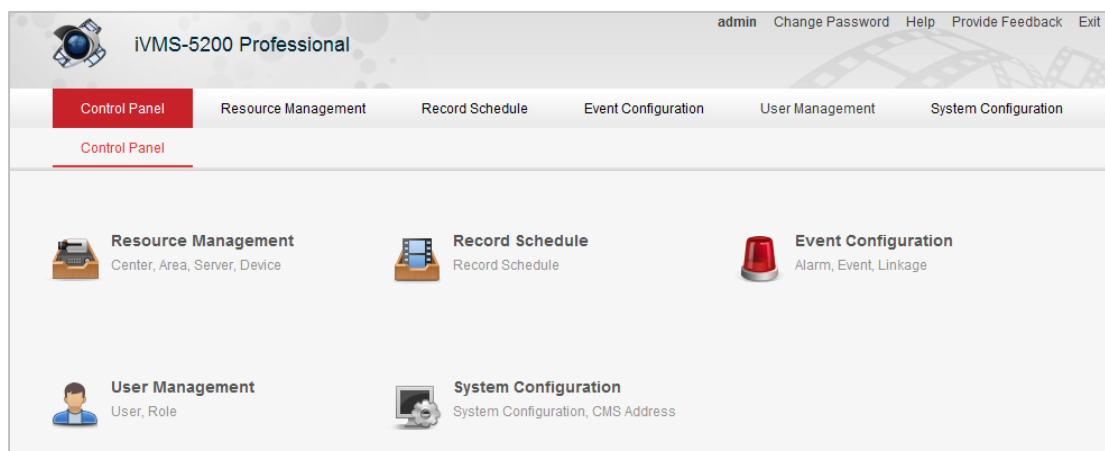 admin Change Password Help Provide Feedback Exit
iVMS-5200 Professional
Control Panel Resource Management Record Schedule Event Configuration User Management System Configuration
Control Panel
Resource Management Record Schedule Event Configuration
Center, Area, Server, Device Record Schedule Alarm, Event, Linkage
User Management System Configuration
User, Role System Configuration, CMS Address